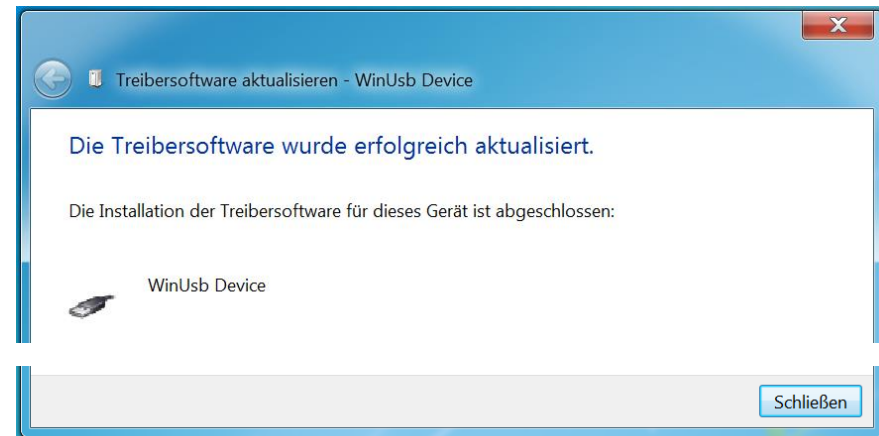 Treibersoftware aktualisieren - WinUsb Device
Die Treibersoftware wurde erfolgreich aktualisiert.
Die Installation der Treibersoftware für dieses Gerät ist abgeschlossen:
WinUsb Device
Schließen